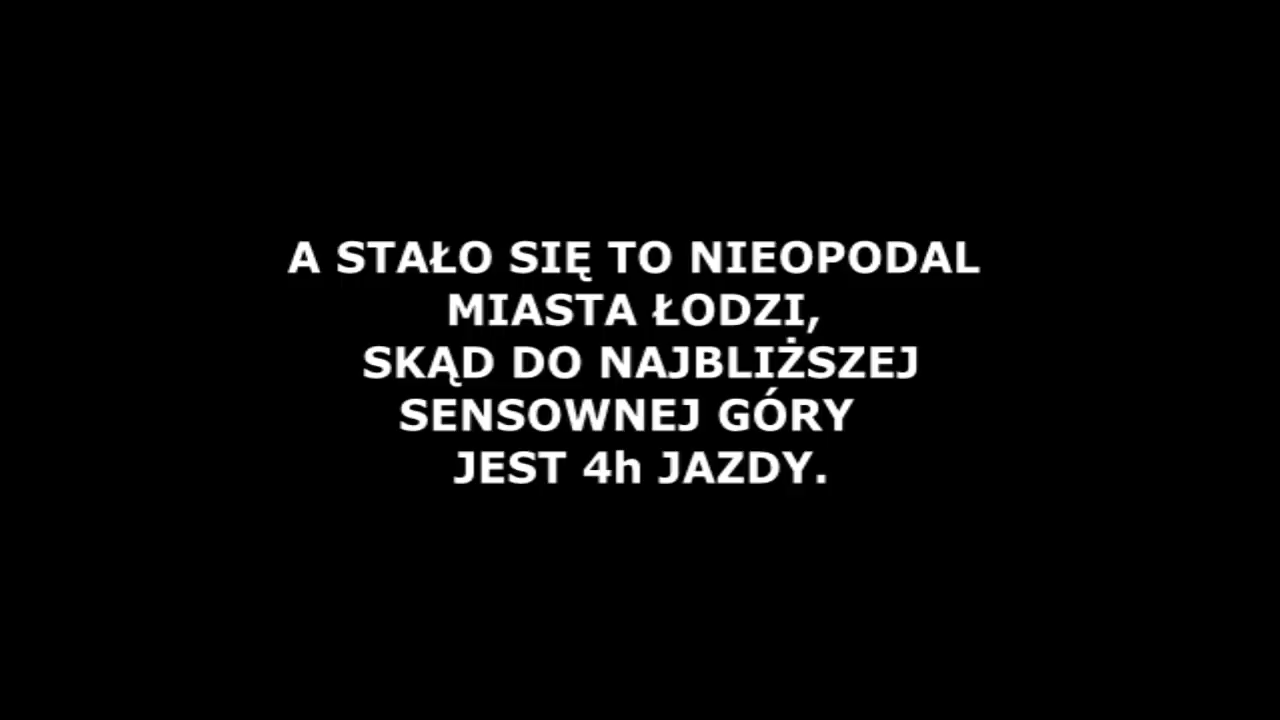 A STAŁO SIĘ TO NIEOPODAL
MIASTA ŁODZI,
SKĄD DO NAJBLIŻSZEJ
SENSOWNEJ GÓRY
JEST 4h JAZDY.